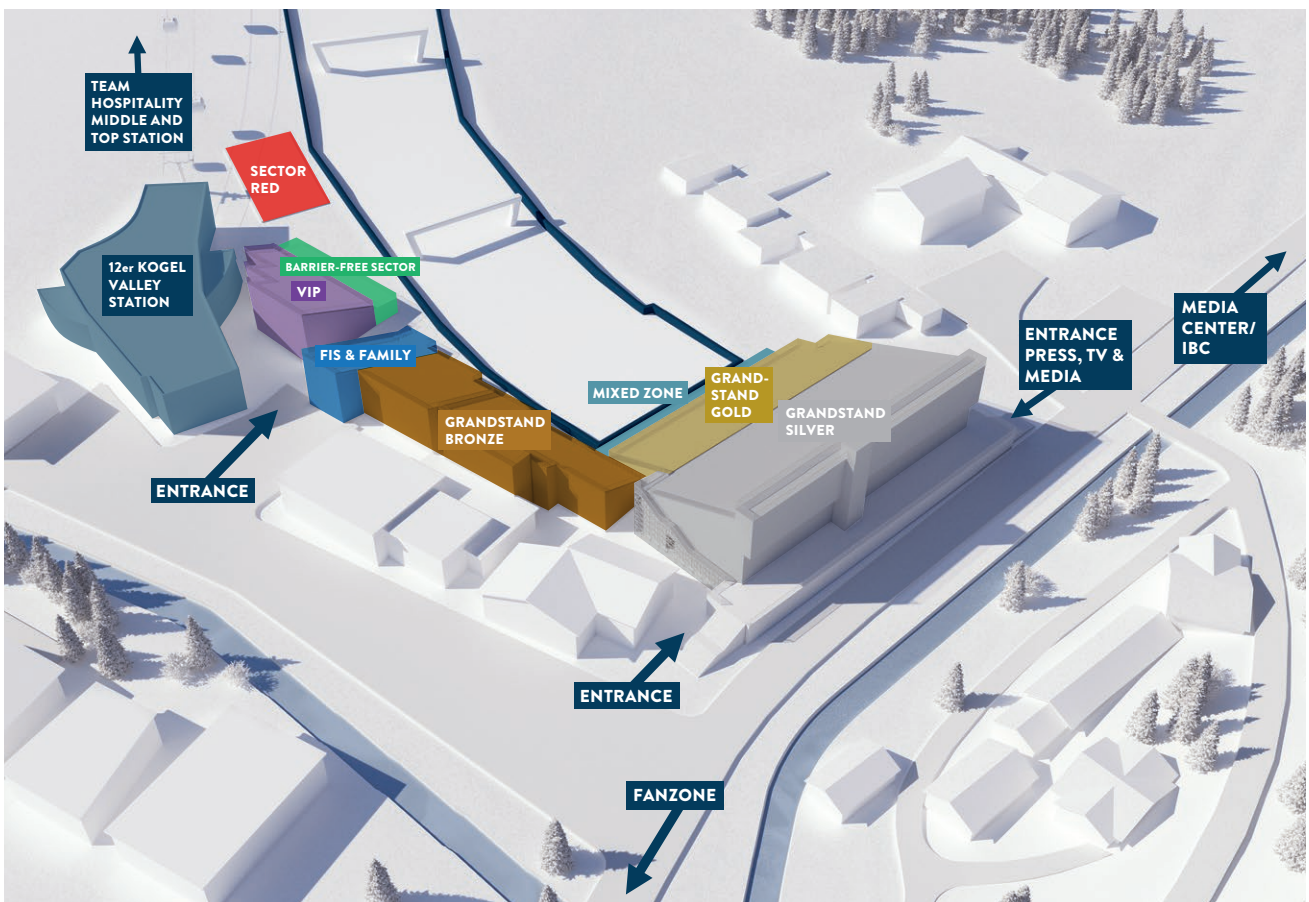 TEAM
HOSPITALITY
MIDDLE AND
TOP STATION
SECTOR
RED
12er KOGEL
VALLEY
STATION
BARRIER-FREE SECTOR
VIP
FIS & FAMILY
GRANDSTAND
BRONZE
MIXED ZONE
GRAND-
STAND
GOLD
GRANDSTAND
SILVER
ENTRANCE
PRESS, TV &
MEDIA
MEDIA
CENTER/
IBC
ENTRANCE
ENTRANCE
FANZONE